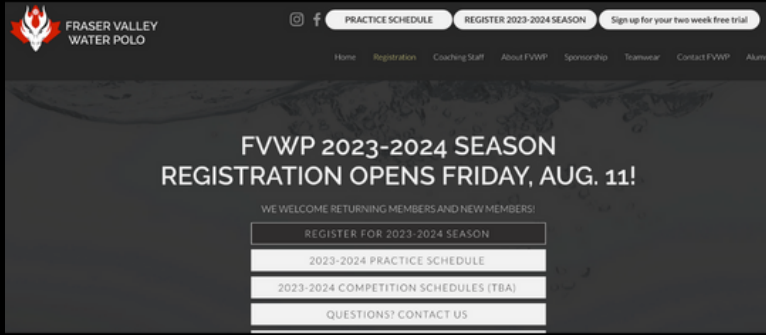 FRASER VALLEY
WATER POLO
PRACTICE SCHEDULE
REGISTER 2023-2024 SEASON
Sign up for your two week free trial
Home Registration Coaching Staff About FVWP Sponsorship Teamwear Contact FVWP Alum
FVWP 2023-2024 SEASON
REGISTRATION OPENS FRIDAY, AUG. 11!
WE WELCOME RETURNING MEMBERS AND NEW MEMBERS!
REGISTER FOR 2023-2024 SEASON
2023-2024 PRACTICE SCHEDULE
2023-2024 COMPETITION SCHEDULES (TBA)
QUESTIONS? CONTACT US